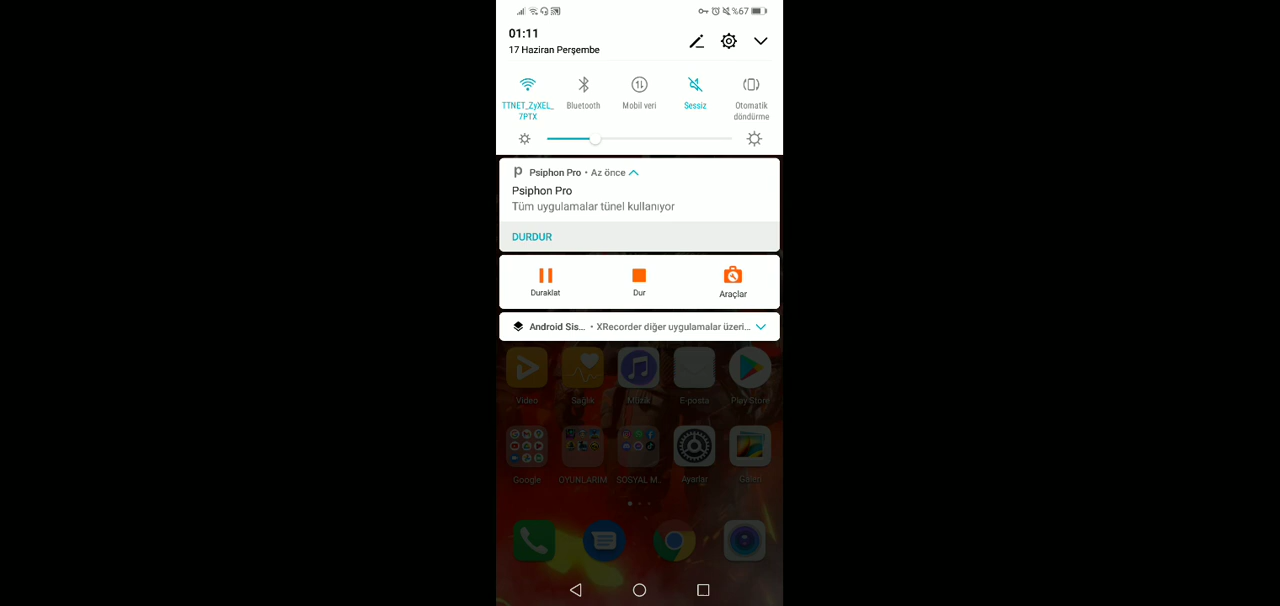 %67
01:11
17 Haziran Perşembe
TTNET_ZyXEL_
7PTX
Bluetooth
Mobil veri
Sessiz
Otomatik
döndürme
Psiphon Pro • Az önce
Psiphon Pro
Tüm uygulamalar tünel kullanıyor
DURDUR
Duraklat
Dur
Araçlar
Android Sis... • XRecorder diğer uygulamalar üzeri...
Video
Sağlık
Müzik
E-posta
Play Store
Google
OYUNLARIM
SOSYAL M..
Ayarlar
Galeri